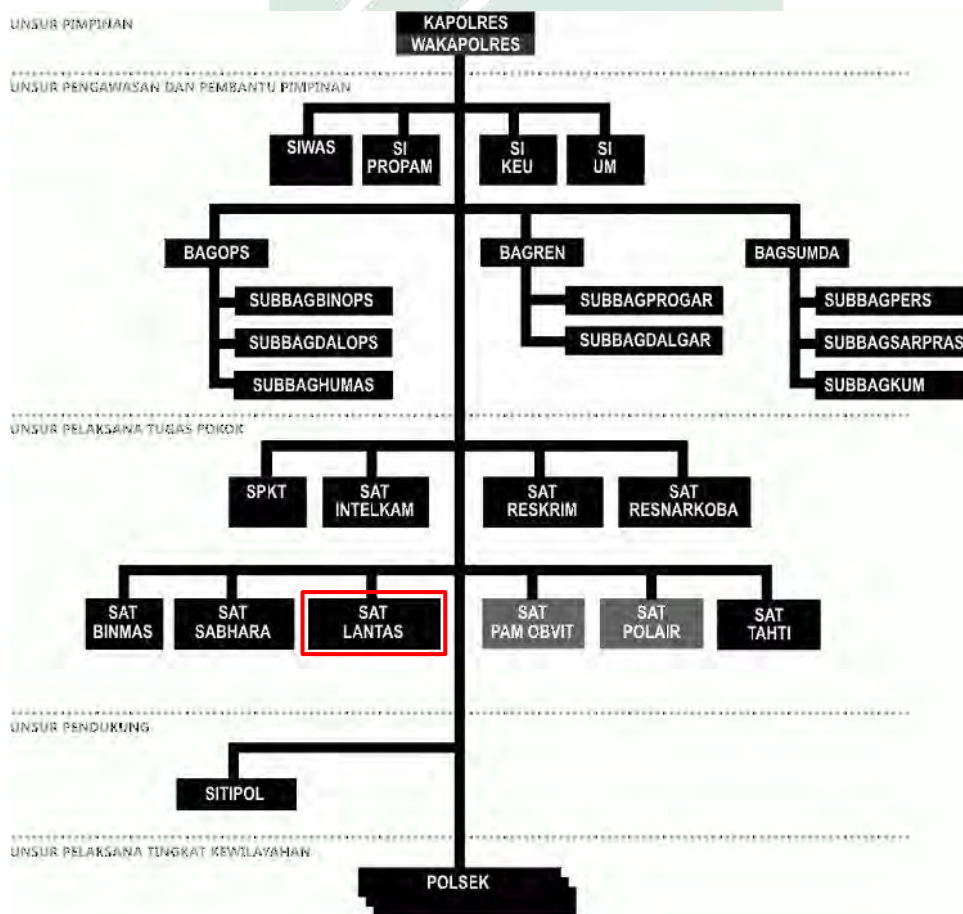 UNSUR PIMPINAN
KAPOLRES
WAKAPOLRES
UNSUR PENGAWASAN DAN PEMBANTU PIMPINAN
SIWAS
SI
PROPAM
SI
KEU
SI
UM
BAGOPS
BAGREN
BAGSUMDA
SUBBAGBINOPS
SUBBAGPROGAR
SUBBAGPERS
SUBBAGDALOPS
SUBBAGDALGAR
SUBBAGSARPRAS
SUBBAGHUMAS
SUBBAGKUM
UNSUR PELAKSANA TUGAS POKOK
SPKT
SAT
INTELKAM
SAT
RESKRIM
SAT
RESNARKOBA
SAT
BINMAS
SAT
SABHARA
SAT
LANTAS
SAT
PAM OBVIT
SAT
POLAIR
SAT
TAHTI
UNSUR PENDUKUNG
SITIPOL
UNSUR PELAKSANA TINGKAT KEWILAYAHAN
POLSEK